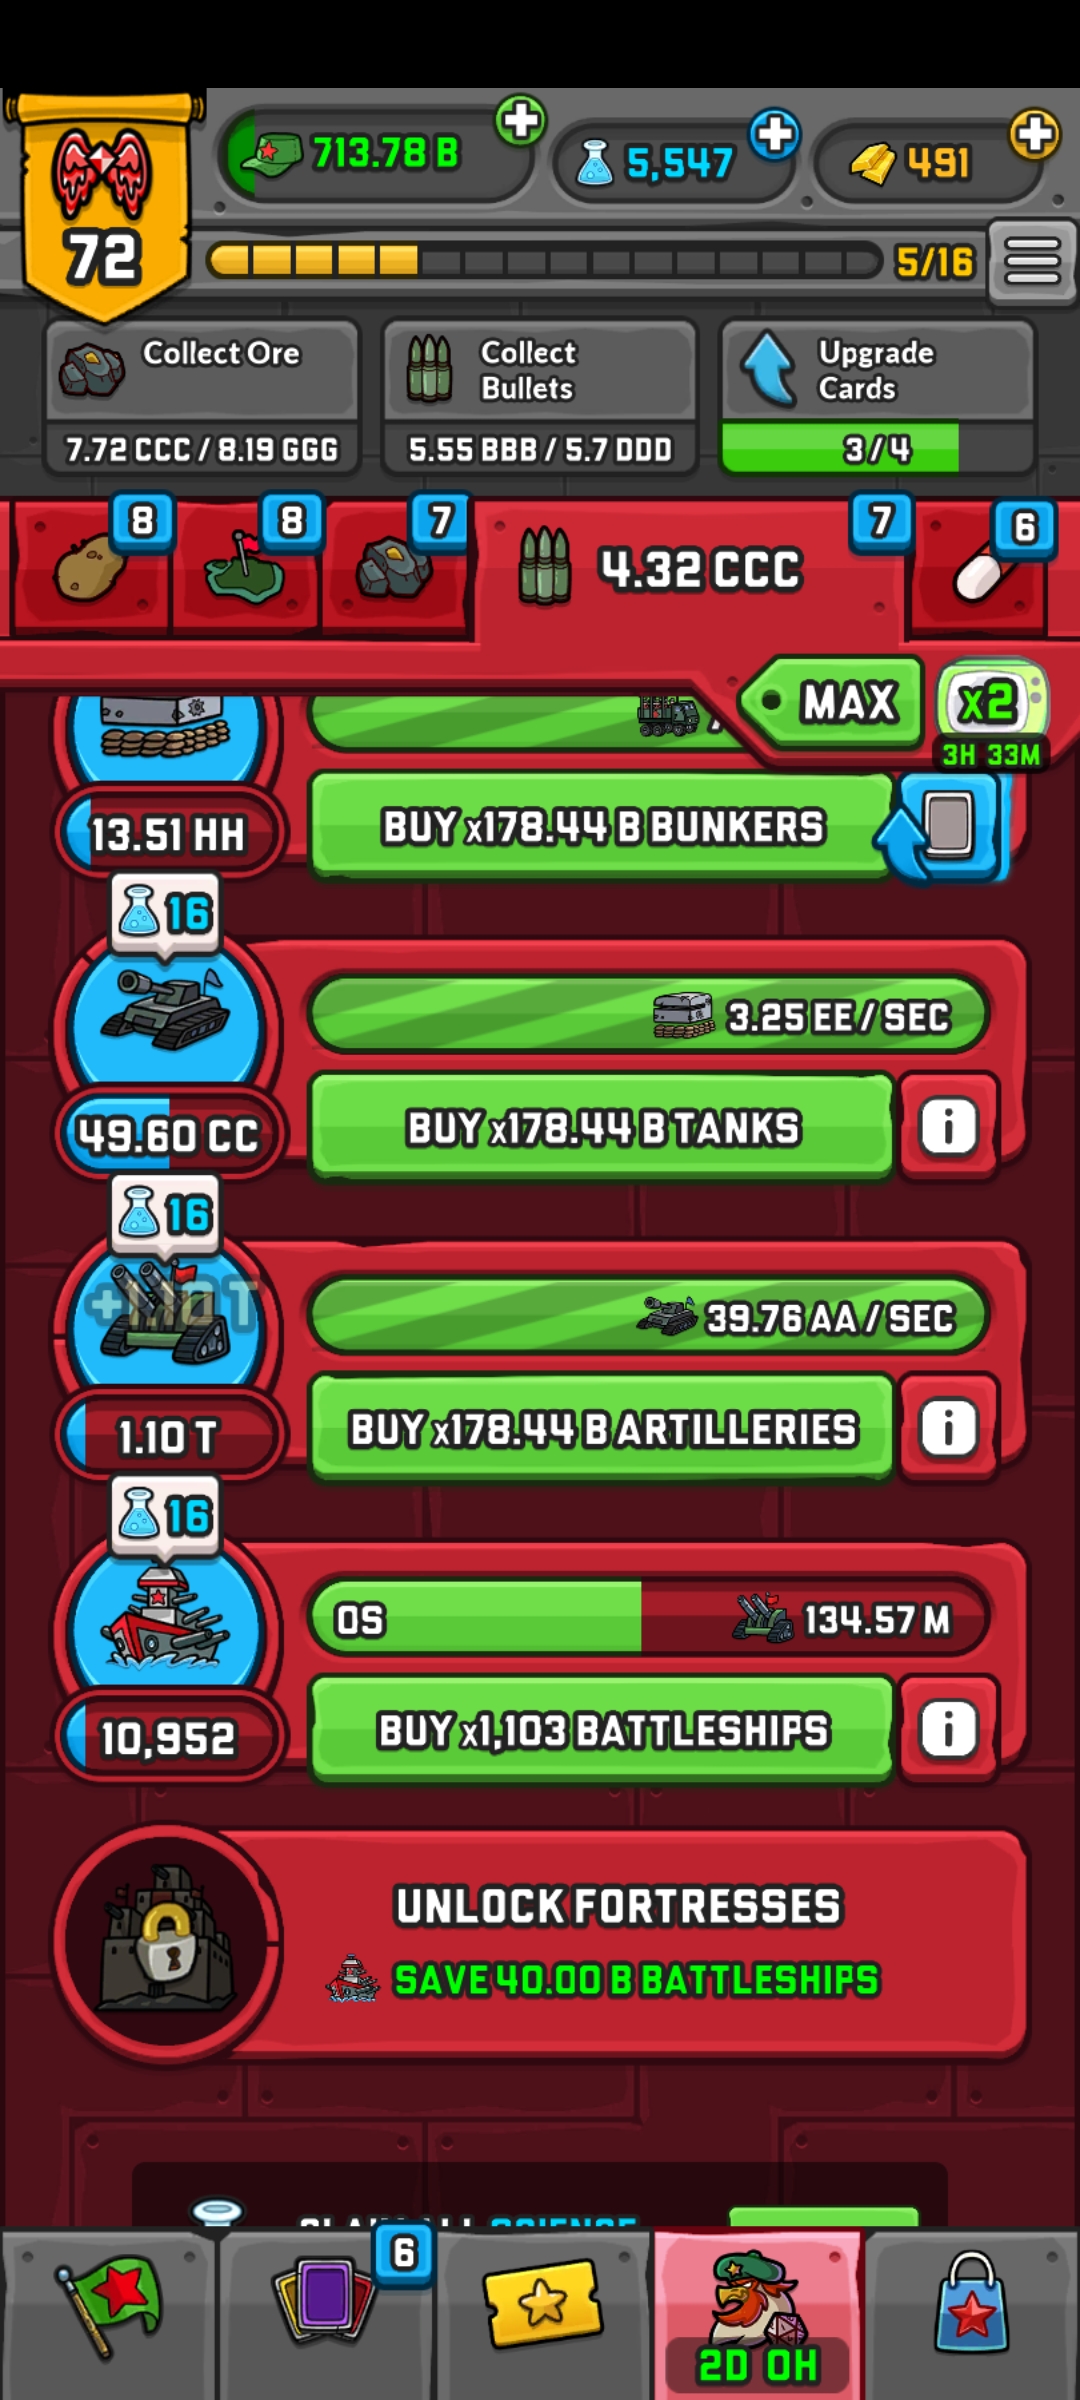 713.78 B
5,547
491
72
5/16
Collect Ore
7.72 CCC / 8.19 GGG
Collect
Bullets
5.55 BBB / 5.7 DDD
Upgrade
Cards
3/4
8
8
7
4.32 CCC
7
6
MAX
x2
3H 33M
13.51 HH
BUY x178.44 B BUNKERS
16
3.25 EE / SEC
49.60 CC
BUY x178.44 B TANKS
16
39.76 AA / SEC
1.10 T
BUY x178.44 B ARTILLERIES
16
0S
134.57 M
10,952
BUY x1,103 BATTLESHIPS
UNLOCK FORTRESSES
SAVE 40.00 B BATTLESHIPS
6
2D 0H